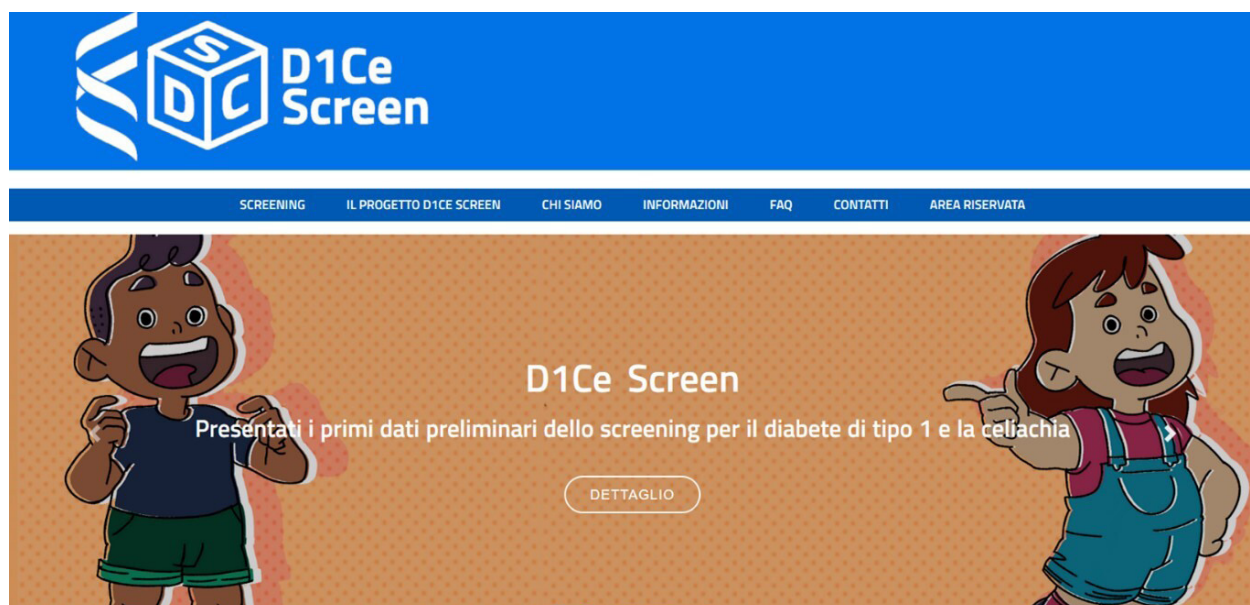 S
D C
D1Ce
Screen
SCREENING IL PROGETTO D1CE SCREEN CHI SIAMO INFORMAZIONI FAQ CONTATTI AREA RISERVATA
D1Ce Screen
Presentati i primi dati preliminari dello screening per il diabete di tipo 1 e la celiachia
DETTAGLIO